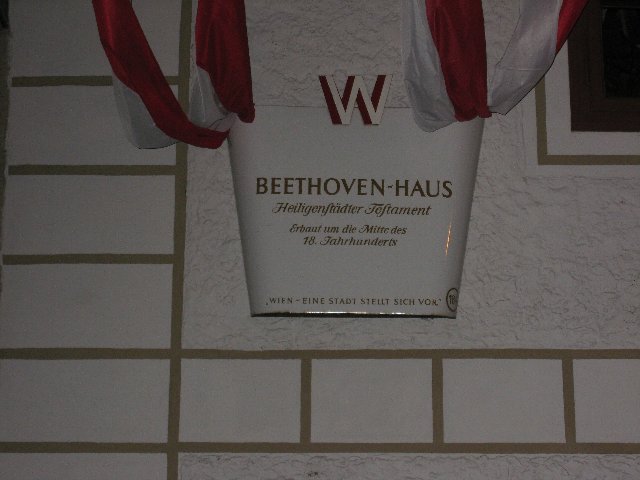 W
BEETHOVEN-HAUS
Heiligenstädter Testament
Erbaut um die Mitte des
18. Jahrhunderts
„WIEN – EINE STADT STELLT SICH VOR.“